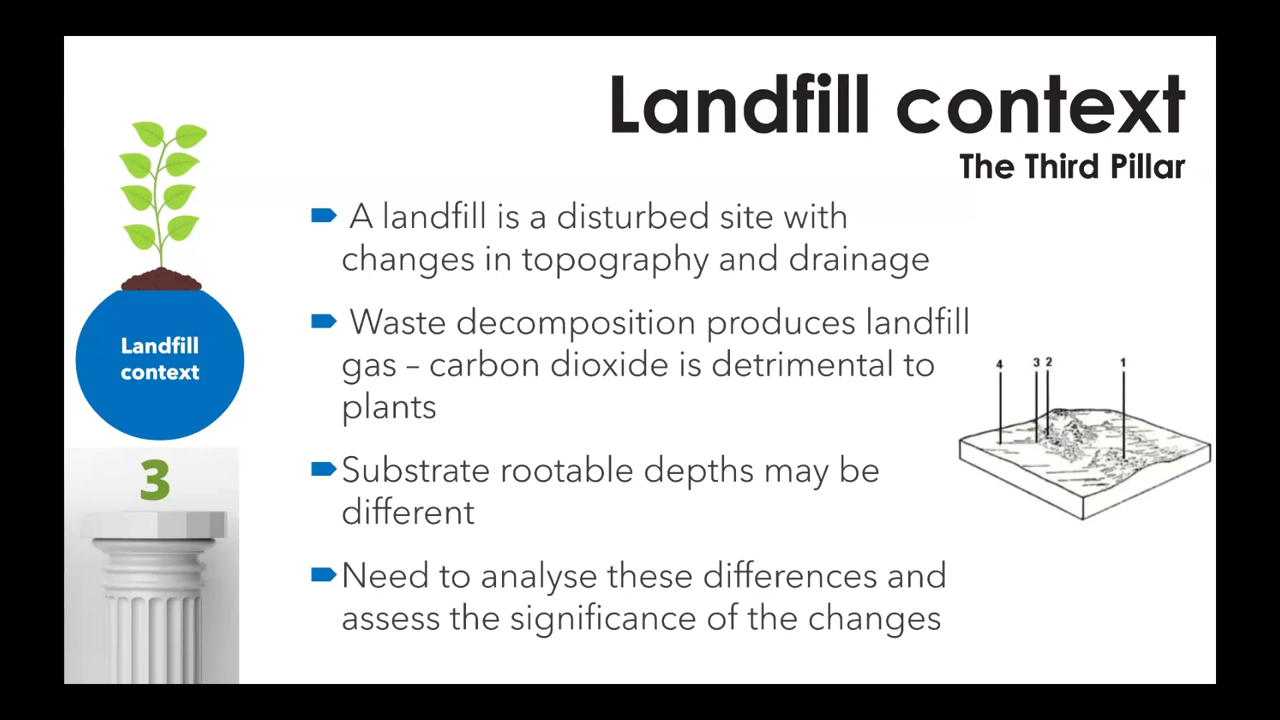 Landfill context
The Third Pillar
A landfill is a disturbed site with
changes in topography and drainage
Waste decomposition produces landfill
gas – carbon dioxide is detrimental to
plants
Substrate rootable depths may be
different
Need to analyse these differences and
assess the significance of the changes
Landfill
context
3
4 3 2 1